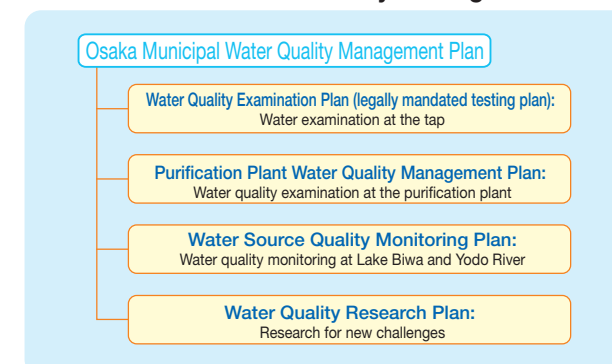 Osaka Municipal Water Quality Management Plan
Water Quality Examination Plan (legally mandated testing plan):
Water examination at the tap
Purification Plant Water Quality Management Plan:
Water quality examination at the purification plant
Water Source Quality Monitoring Plan:
Water quality monitoring at Lake Biwa and Yodo River
Water Quality Research Plan:
Research for new challenges